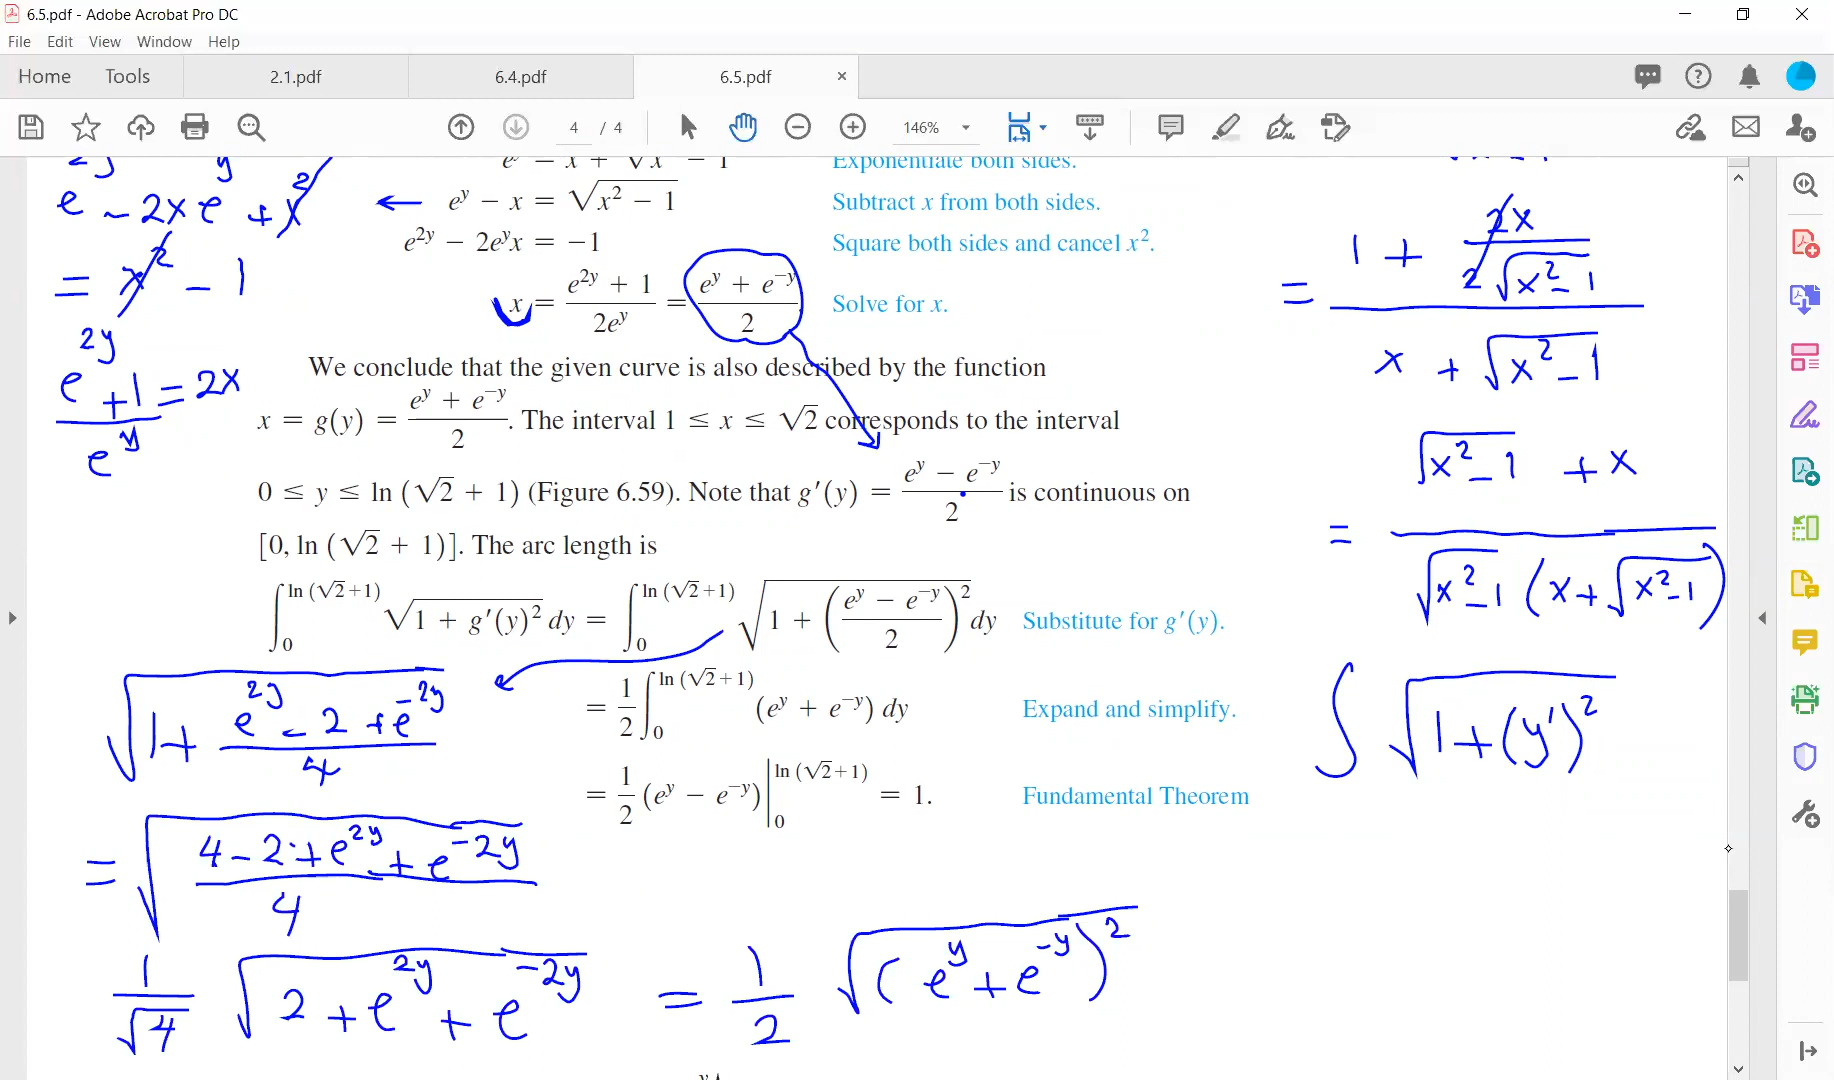 6.5.pdf - Adobe Acrobat Pro DC
File Edit View Window Help
Home Tools 2.1.pdf 6.4.pdf 6.5.pdf ×
4 / 4 146%
Exponentiate both sides.
e^y − x = √(x² − 1) Subtract x from both sides.
e^{2y} − 2e^y x = −1 Square both sides and cancel x².
x = (e^{2y} + 1)/(2e^y) = (e^y + e^{−y})/2 Solve for x.
We conclude that the given curve is also described by the function
x = g(y) = (e^y + e^{−y})/2. The interval 1 ≤ x ≤ √2 corresponds to the interval
0 ≤ y ≤ ln (√2 + 1) (Figure 6.59). Note that g′(y) = (e^y − e^{−y})/2 is continuous on
[0, ln (√2 + 1)]. The arc length is
∫_0^{ln (√2+1)} √(1 + g′(y)²) dy = ∫_0^{ln (√2+1)} √(1 + ((e^y − e^{−y})/2)²) dy Substitute for g′(y).
= 1/2 ∫_0^{ln (√2+1)} (e^y + e^{−y}) dy Expand and simplify.
= 1/2 (e^y − e^{−y}) |_0^{ln (√2+1)} = 1. Fundamental Theorem
e^{2y} − 2xe^y + x²
= x² − 1
(e^{2y} + 1)/e^y = 2x
√(1 + (e^{2y} − 2 + e^{−2y})/4)
= √((4 − 2 + e^{2y} + e^{−2y})/4)
1/√4 √(2 + e^{2y} + e^{−2y}) = 1/2 √((e^y + e^{−y})²)
= (1 + 2x/(2√(x² − 1)))/(x + √(x² − 1))
= (√(x² − 1) + x)/(√(x² − 1) (x + √(x² − 1)))
∫ √(1 + (y′)²)